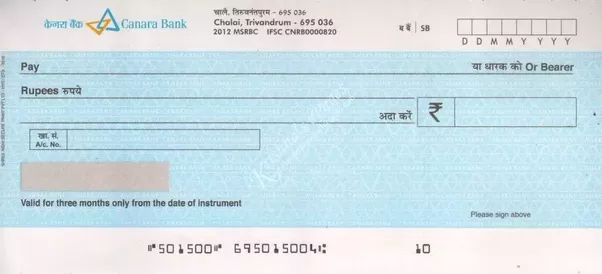 केनरा बैंक Canara Bank
चालै, तिरुवनंतपुरम - 695 036
Chalai, Trivandrum - 695 036
2012 MSRBC IFSC CNRB0000820
ब बैं SB
D D M M Y Y Y Y
Pay या धारक को Or Bearer
Rupees रुपये
अदा करें ₹
खा. सं.
A/c. No.
Valid for three months only from the date of instrument
Please sign above
⑈501500⑈ 695015004⑆ 10